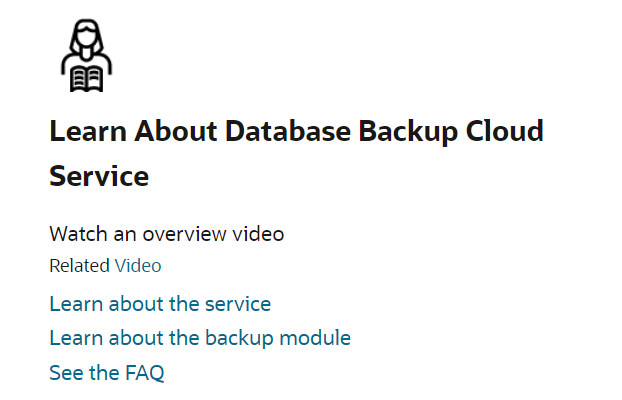 Learn About Database Backup Cloud
Service
Watch an overview video
Related Video
Learn about the service
Learn about the backup module
See the FAQ